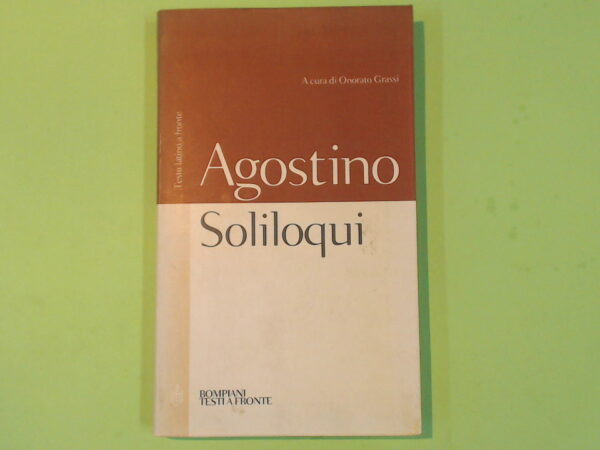 A cura di Onorato Grassi
Testo latino a fronte
Agostino
Soliloqui
BOMPIANI
TESTI A FRONTE